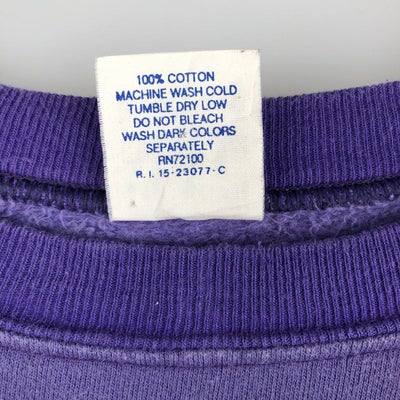 100% COTTON
MACHINE WASH COLD
TUMBLE DRY LOW
DO NOT BLEACH
WASH DARK COLORS
SEPARATELY
RN72100
R.I. 15-23077-C